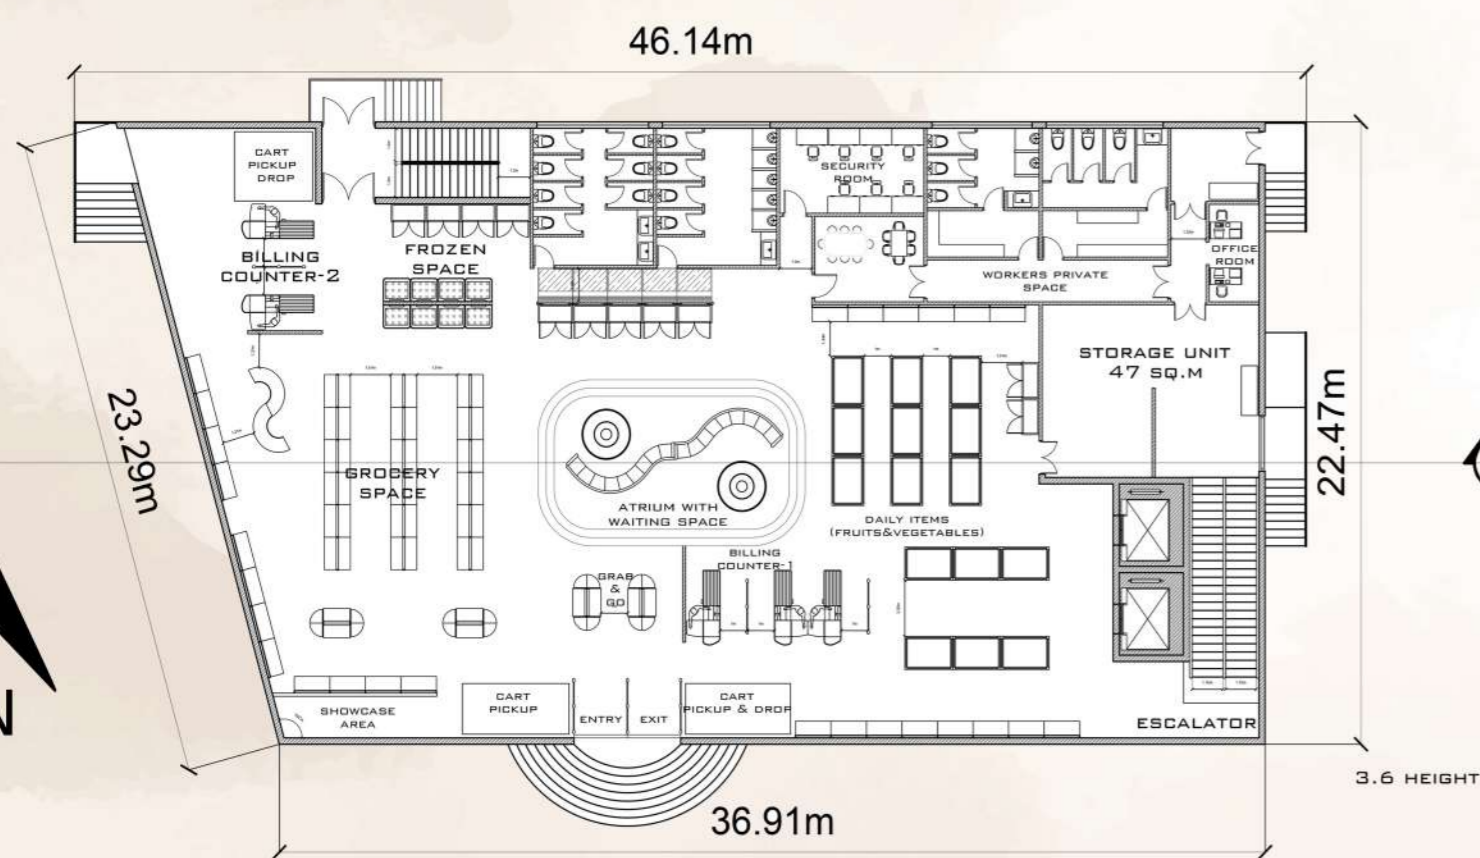 46.14m
CART
PICKUP
DROP
SECURITY
ROOM
BILLING
COUNTER-2
FROZEN
SPACE
OFFICE
ROOM
WORKERS PRIVATE
SPACE
STORAGE UNIT
47 SQ.M
23.29m
22.47m
GROCERY
SPACE
ATRIUM WITH
WAITING SPACE
DAILY ITEMS
(FRUITS&VEGETABLES)
BILLING
COUNTER-1
GRAB
&
GO
N
CART
PICKUP
ENTRY
EXIT
CART
PICKUP & DROP
SHOWCASE
AREA
ESCALATOR
3.6 HEIGHT
36.91m